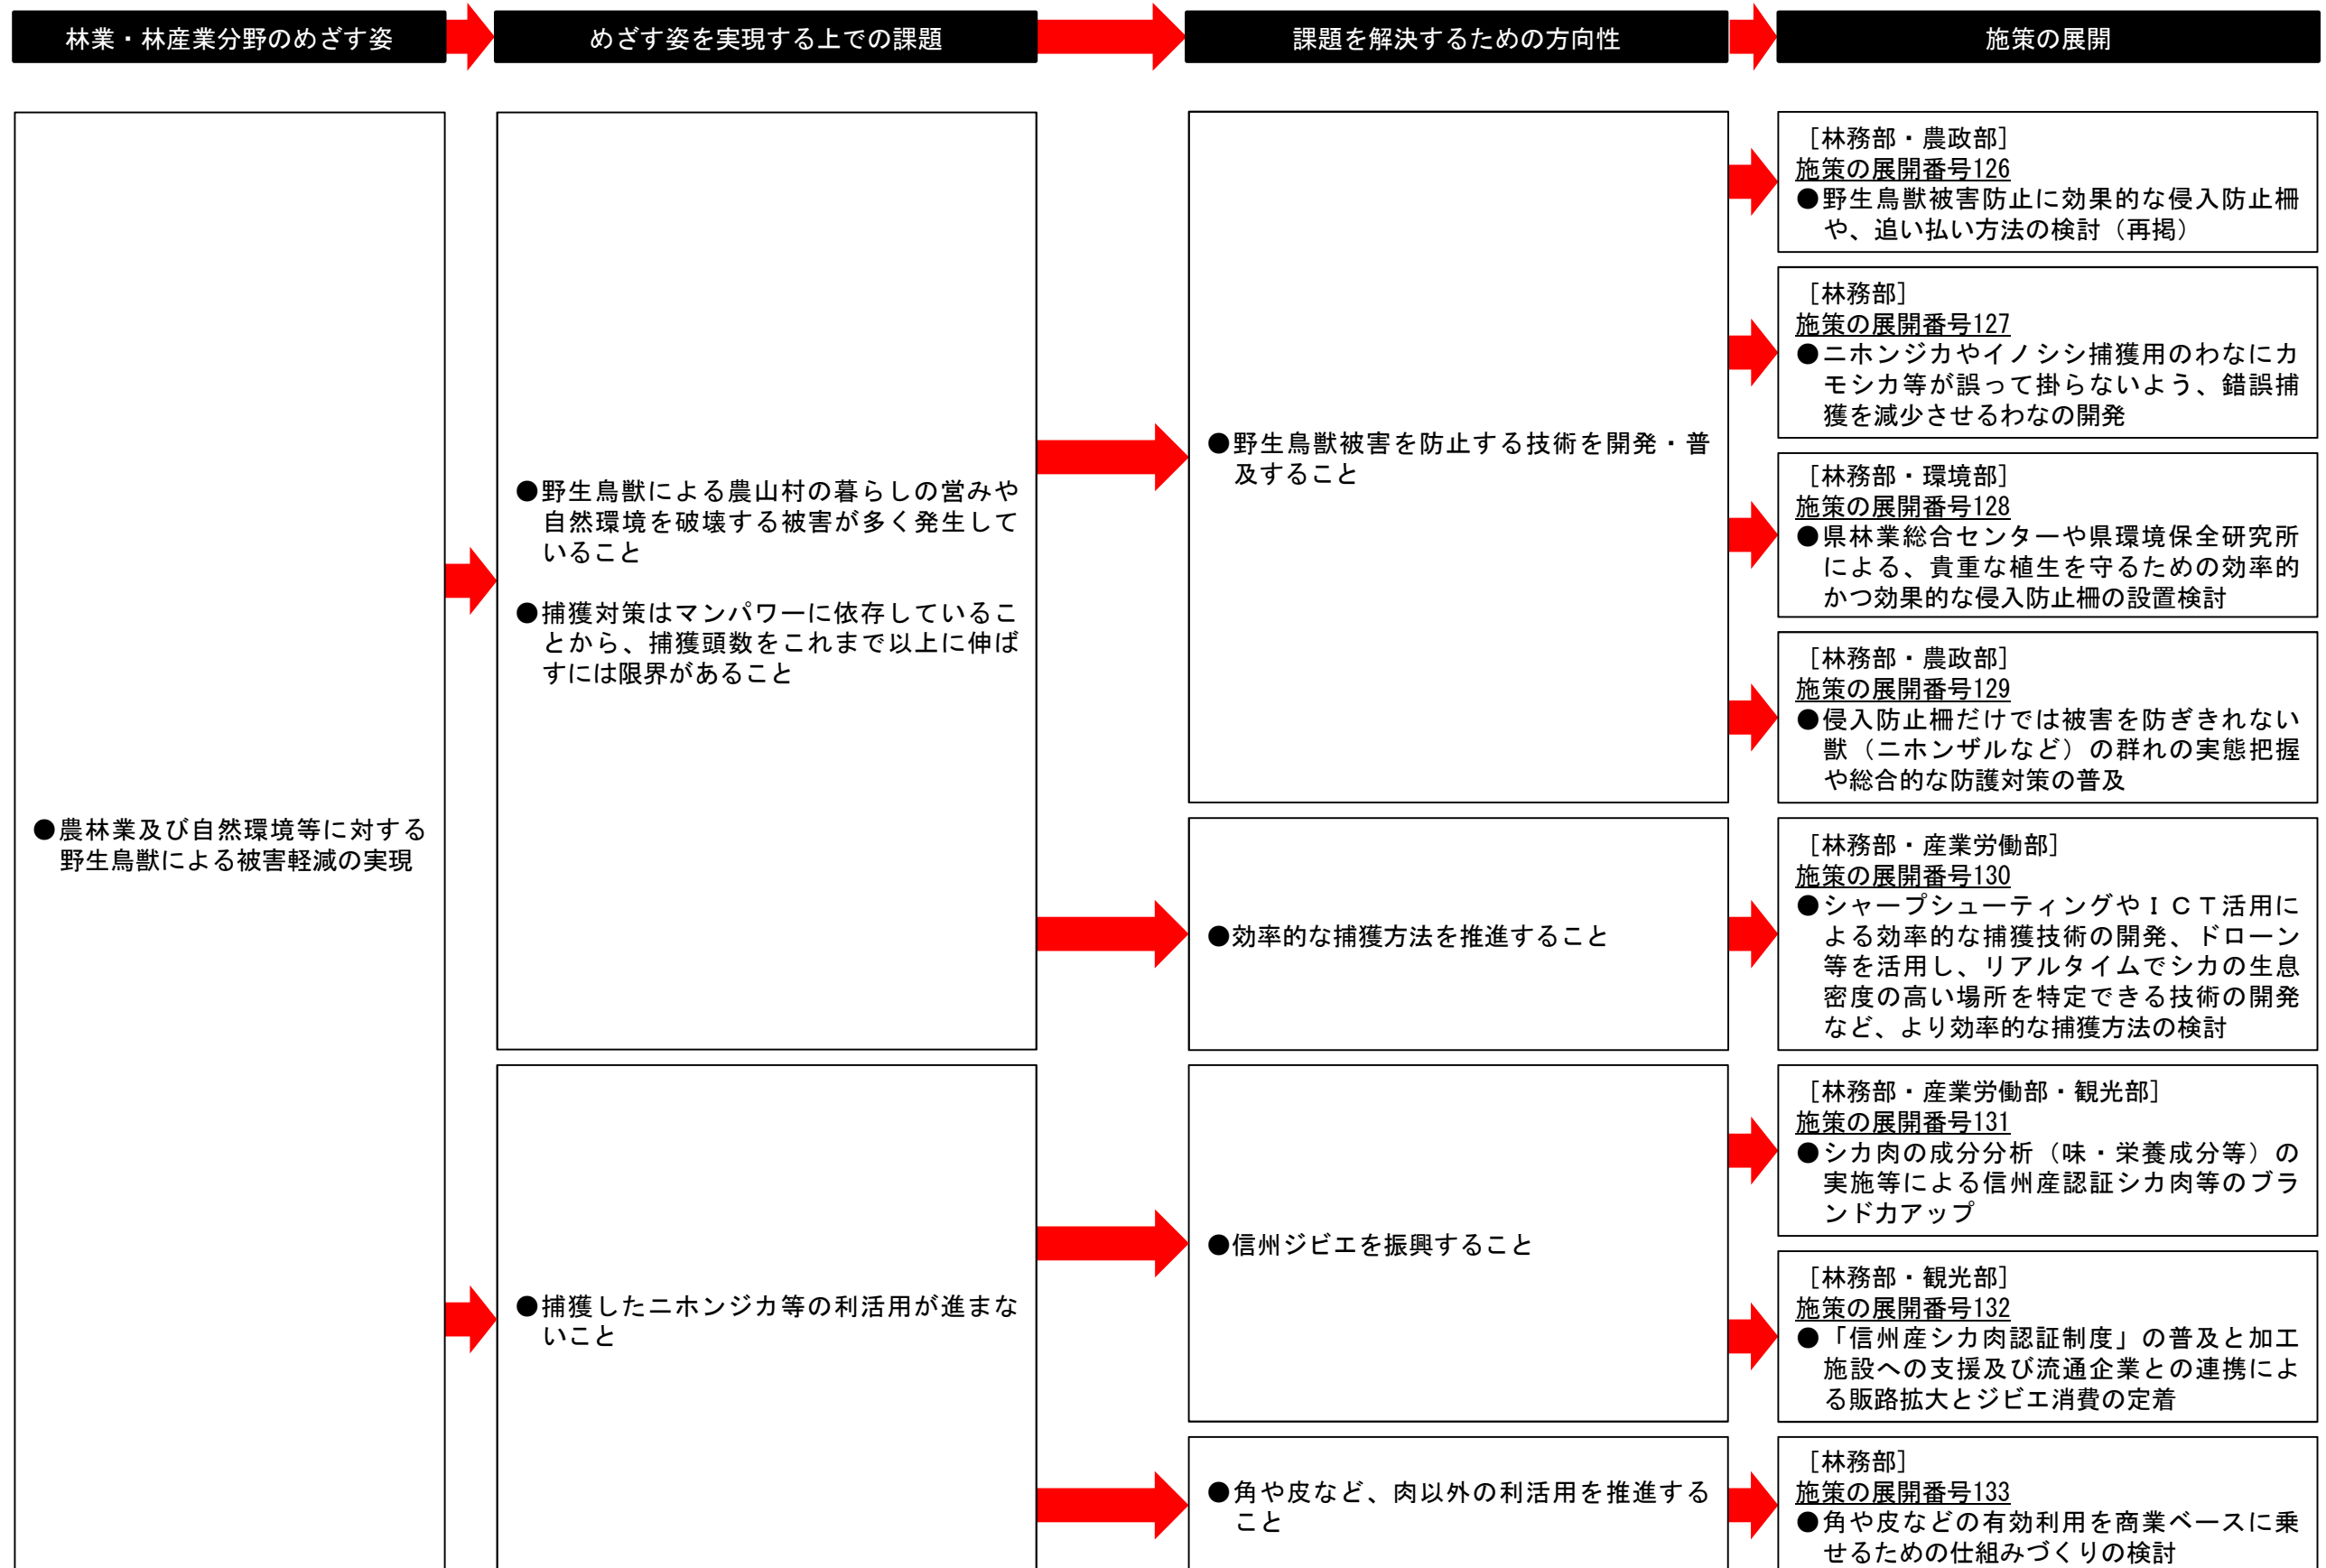 林業・林産業分野のめざす姿
めざす姿を実現する上での課題
課題を解決するための方向性
施策の展開
●農林業及び自然環境等に対する
野生鳥獣による被害軽減の実現
●野生鳥獣による農山村の暮らしの営みや
自然環境を破壊する被害が多く発生して
いること
●捕獲対策はマンパワーに依存しているこ
とから、捕獲頭数をこれまで以上に伸ば
すには限界があること
●捕獲したニホンジカ等の利活用が進まな
いこと
●野生鳥獣被害を防止する技術を開発・普
及すること
●効率的な捕獲方法を推進すること
●信州ジビエを振興すること
●角や皮など、肉以外の利活用を推進する
こと
［林務部・農政部］
施策の展開番号126
●野生鳥獣被害防止に効果的な侵入防止柵
や、追い払い方法の検討（再掲）
［林務部］
施策の展開番号127
●ニホンジカやイノシシ捕獲用のわなにカ
モシカ等が誤って掛らないよう、錯誤捕
獲を減少させるわなの開発
［林務部・環境部］
施策の展開番号128
●県林業総合センターや県環境保全研究所
による、貴重な植生を守るための効率的
かつ効果的な侵入防止柵の設置検討
［林務部・農政部］
施策の展開番号129
●侵入防止柵だけでは被害を防ぎきれない
獣（ニホンザルなど）の群れの実態把握
や総合的な防護対策の普及
［林務部・産業労働部］
施策の展開番号130
●シャープシューティングやＩＣＴ活用に
よる効率的な捕獲技術の開発、ドローン
等を活用し、リアルタイムでシカの生息
密度の高い場所を特定できる技術の開発
など、より効率的な捕獲方法の検討
［林務部・産業労働部・観光部］
施策の展開番号131
●シカ肉の成分分析（味・栄養成分等）の
実施等による信州産認証シカ肉等のブラ
ンド力アップ
［林務部・観光部］
施策の展開番号132
●「信州産シカ肉認証制度」の普及と加工
施設への支援及び流通企業との連携によ
る販路拡大とジビエ消費の定着
［林務部］
施策の展開番号133
●角や皮などの有効利用を商業ベースに乗
せるための仕組みづくりの検討